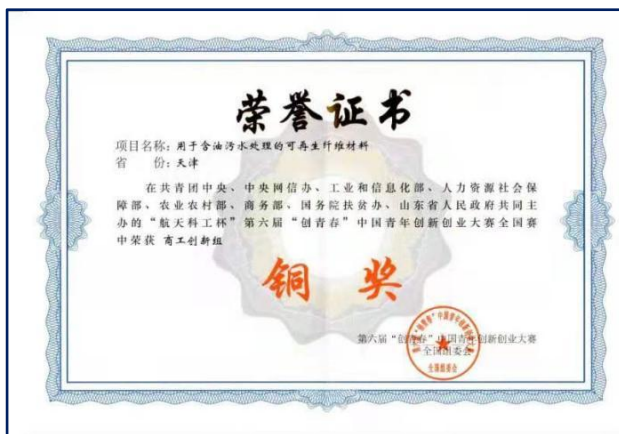 荣誉证书
项目名称：用于含油污水处理的可再生纤维材料
省　　份：天津
在共青团中央、中央网信办、工业和信息化部、人力资源社会保
障部、农业农村部、商务部、国务院扶贫办、山东省人民政府共同主
办的“航天科工杯”第六届“创青春”中国青年创新创业大赛全国赛
中荣获 商工创新组
铜奖
第六届“创青春”中国青年创新创业大赛
全国组委会
全国组委会